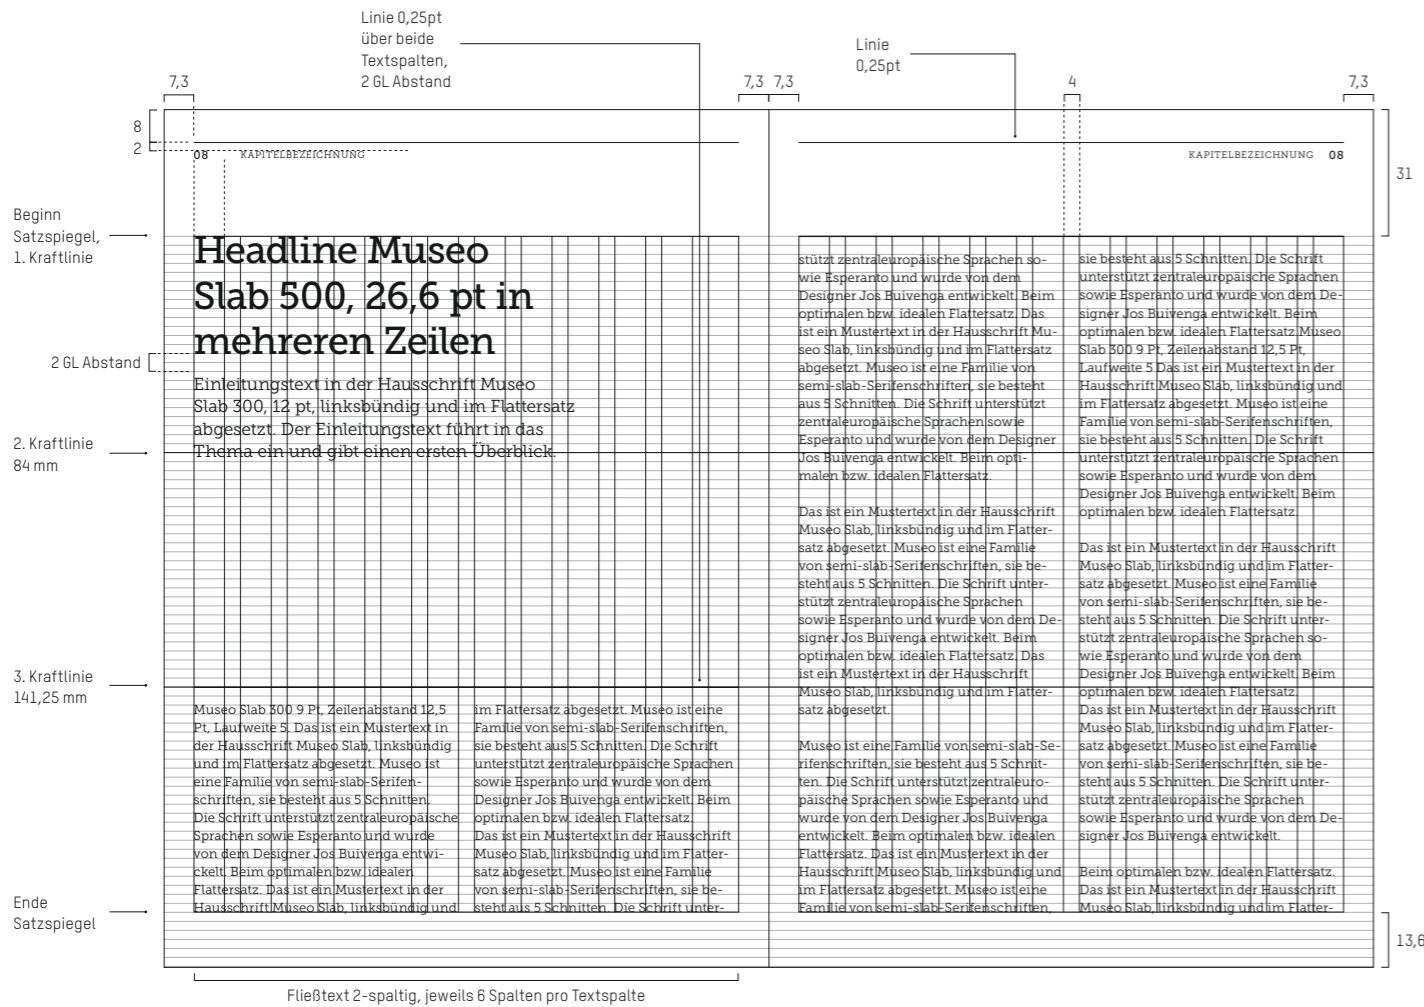 Linie 0,25pt
über beide
Textspalten,
2 GL Abstand
Linie
0,25pt
7,3
7,3
7,3
4
7,3
8
2
31
08 KAPITELBEZEICHNUNG
KAPITELBEZEICHNUNG 08
Beginn
Satzspiegel,
1. Kraftlinie
2 GL Abstand
2. Kraftlinie
84 mm
3. Kraftlinie
141,25 mm
Ende
Satzspiegel
Headline Museo
Slab 500, 26,6 pt in
mehreren Zeilen
Einleitungstext in der Hausschrift Museo
Slab 300, 12 pt, linksbündig und im Flattersatz
abgesetzt. Der Einleitungstext führt in das
Thema ein und gibt einen ersten Überblick.
Museo Slab 300 9 Pt, Zeilenabstand 12,5
Pt, Laufweite 5. Das ist ein Mustertext in
der Hausschrift Museo Slab, linksbündig
und im Flattersatz abgesetzt. Museo ist
eine Familie von semi-slab-Serifen-
schriften, sie besteht aus 5 Schnitten.
Die Schrift unterstützt zentraleuropäische
Sprachen sowie Esperanto und wurde
von dem Designer Jos Buivenga entwi-
ckelt. Beim optimalen bzw. idealen
Flattersatz. Das ist ein Mustertext in der
Hausschrift Museo Slab, linksbündig und
im Flattersatz abgesetzt. Museo ist eine
Familie von semi-slab-Serifenschriften,
sie besteht aus 5 Schnitten. Die Schrift
unterstützt zentraleuropäische Sprachen
sowie Esperanto und wurde von dem
Designer Jos Buivenga entwickelt. Beim
optimalen bzw. idealen Flattersatz.
Das ist ein Mustertext in der Hausschrift
Museo Slab, linksbündig und im Flatter-
satz abgesetzt. Museo ist eine Familie
von semi-slab-Serifenschriften, sie be-
steht aus 5 Schnitten. Die Schrift unter-
stützt zentraleuropäische Sprachen so-
wie Esperanto und wurde von dem
Designer Jos Buivenga entwickelt. Beim
optimalen bzw. idealen Flattersatz. Das
ist ein Mustertext in der Hausschrift Mu-
seo Slab, linksbündig und im Flattersatz
abgesetzt. Museo ist eine Familie von
semi-slab-Serifenschriften, sie besteht
aus 5 Schnitten. Die Schrift unterstützt
zentraleuropäische Sprachen sowie
Esperanto und wurde von dem Designer
Jos Buivenga entwickelt. Beim opti-
malen bzw. idealen Flattersatz.
Das ist ein Mustertext in der Hausschrift
Museo Slab, linksbündig und im Flatter-
satz abgesetzt. Museo ist eine Familie
von semi-slab-Serifenschriften, sie be-
steht aus 5 Schnitten. Die Schrift unter-
stützt zentraleuropäische Sprachen
sowie Esperanto und wurde von dem De-
signer Jos Buivenga entwickelt. Beim
optimalen bzw. idealen Flattersatz. Das
ist ein Mustertext in der Hausschrift
Museo Slab, linksbündig und im Flatter-
satz abgesetzt.
Museo ist eine Familie von semi-slab-Se-
rifenschriften, sie besteht aus 5 Schnit-
ten. Die Schrift unterstützt zentraleuro-
päische Sprachen sowie Esperanto und
wurde von dem Designer Jos Buivenga
entwickelt. Beim optimalen bzw. idealen
Flattersatz. Das ist ein Mustertext in der
Hausschrift Museo Slab, linksbündig und
im Flattersatz abgesetzt. Museo ist eine
Familie von semi-slab-Serifenschriften,
sie besteht aus 5 Schnitten. Die Schrift
unterstützt zentraleuropäische Sprachen
sowie Esperanto und wurde von dem De-
signer Jos Buivenga entwickelt. Beim
optimalen bzw. idealen Flattersatz.Museo
Slab 300 9 Pt, Zeilenabstand 12,5 Pt,
Laufweite 5 Das ist ein Mustertext in der
Hausschrift Museo Slab, linksbündig und
im Flattersatz abgesetzt. Museo ist eine
Familie von semi-slab-Serifenschriften,
sie besteht aus 5 Schnitten. Die Schrift
unterstützt zentraleuropäische Sprachen
sowie Esperanto und wurde von dem
Designer Jos Buivenga entwickelt. Beim
optimalen bzw. idealen Flattersatz.
Das ist ein Mustertext in der Hausschrift
Museo Slab, linksbündig und im Flatter-
satz abgesetzt. Museo ist eine Familie
von semi-slab-Serifenschriften, sie be-
steht aus 5 Schnitten. Die Schrift unter-
stützt zentraleuropäische Sprachen so-
wie Esperanto und wurde von dem
Designer Jos Buivenga entwickelt. Beim
optimalen bzw. idealen Flattersatz.
Das ist ein Mustertext in der Hausschrift
Museo Slab, linksbündig und im Flatter-
satz abgesetzt. Museo ist eine Familie
von semi-slab-Serifenschriften, sie be-
steht aus 5 Schnitten. Die Schrift unter-
stützt zentraleuropäische Sprachen
sowie Esperanto und wurde von dem De-
signer Jos Buivenga entwickelt.
Beim optimalen bzw. idealen Flattersatz.
Das ist ein Mustertext in der Hausschrift
Museo Slab, linksbündig und im Flatter-
13,6
Fließtext 2-spaltig, jeweils 6 Spalten pro Textspalte